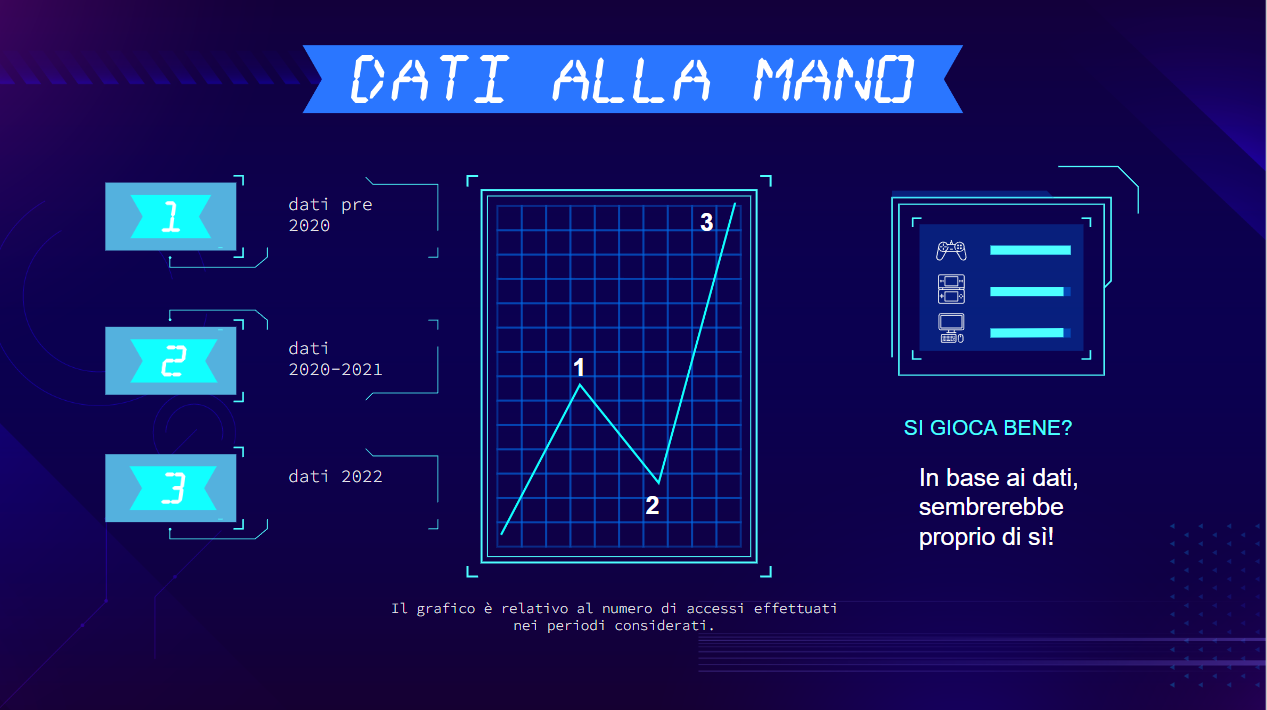 DATI ALLA MANO
1
dati pre
2020
2
dati
2020-2021
3
dati 2022
3
1
2
Il grafico è relativo al numero di accessi effettuati
nei periodi considerati.
SI GIOCA BENE?
In base ai dati,
sembrerebbe
proprio di sì!